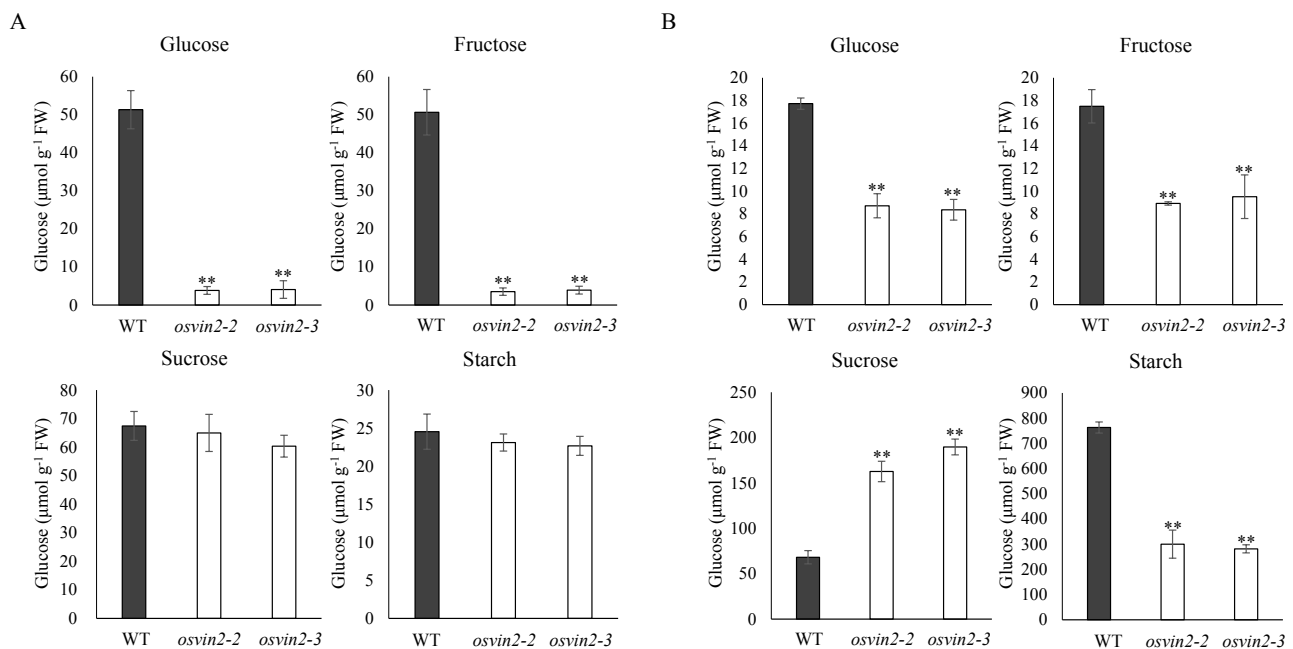 A
Glucose
Glucose (µmol g⁻¹ FW)
60
50
40
30
20
10
0
**
**
WT
osvin2-2
osvin2-3
Fructose
Glucose (µmol g⁻¹ FW)
60
50
40
30
20
10
0
**
**
WT
osvin2-2
osvin2-3
Sucrose
Glucose (µmol g⁻¹ FW)
80
70
60
50
40
30
20
10
0
WT
osvin2-2
osvin2-3
Starch
Glucose (µmol g⁻¹ FW)
30
25
20
15
10
5
0
WT
osvin2-2
osvin2-3
B
Glucose
Glucose (µmol g⁻¹ FW)
20
18
16
14
12
10
8
6
4
2
0
**
**
WT
osvin2-2
osvin2-3
Fructose
Glucose (µmol g⁻¹ FW)
20
18
16
14
12
10
8
6
4
2
0
**
**
WT
osvin2-2
osvin2-3
Sucrose
Glucose (µmol g⁻¹ FW)
250
200
150
100
50
0
**
**
WT
osvin2-2
osvin2-3
Starch
Glucose (µmol g⁻¹ FW)
900
800
700
600
500
400
300
200
100
0
**
**
WT
osvin2-2
osvin2-3